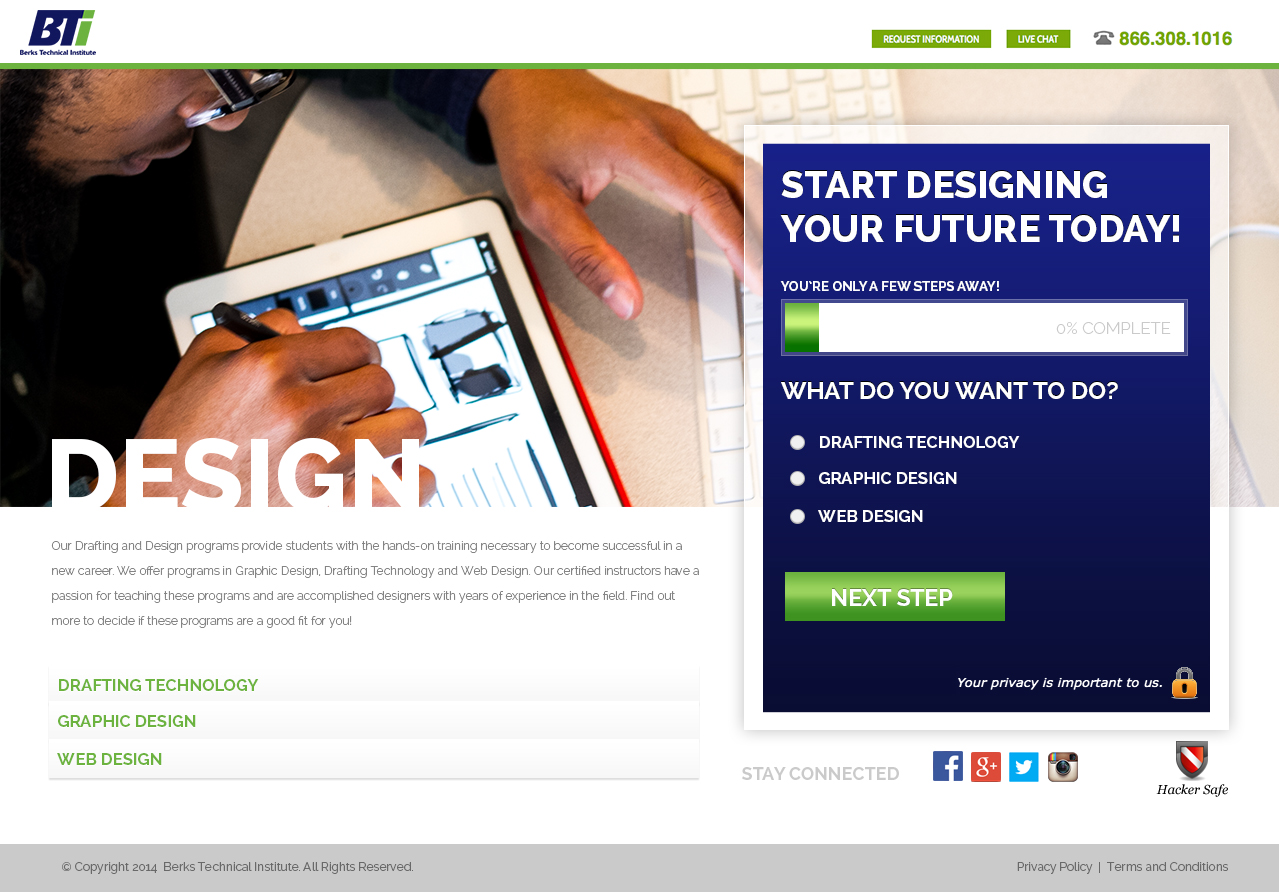 BTi
Berks Technical Institute
REQUEST INFORMATION
LIVE CHAT
866.308.1016
START DESIGNING
YOUR FUTURE TODAY!
YOU'RE ONLY A FEW STEPS AWAY!
0% COMPLETE
WHAT DO YOU WANT TO DO?
DRAFTING TECHNOLOGY
GRAPHIC DESIGN
WEB DESIGN
NEXT STEP
Your privacy is important to us.
DESIGN
Our Drafting and Design programs provide students with the hands-on training necessary to become successful in a
new career. We offer programs in Graphic Design, Drafting Technology and Web Design. Our certified instructors have a
passion for teaching these programs and are accomplished designers with years of experience in the field. Find out
more to decide if these programs are a good fit for you!
DRAFTING TECHNOLOGY
GRAPHIC DESIGN
WEB DESIGN
STAY CONNECTED
f
g+
Hacker Safe
© Copyright 2014 Berks Technical Institute. All Rights Reserved.
Privacy Policy | Terms and Conditions